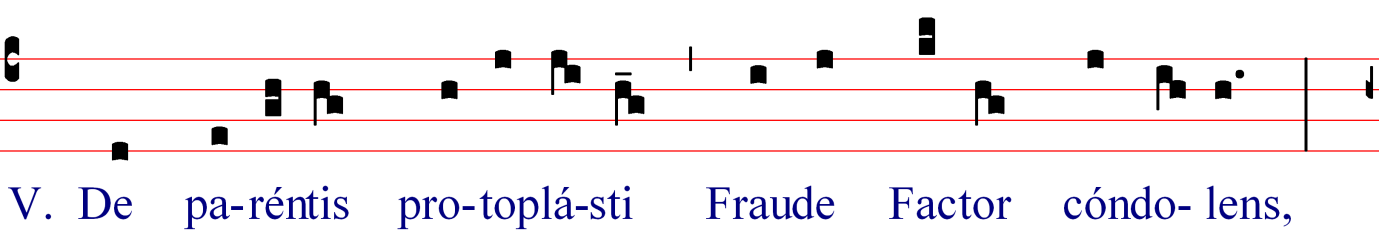 V. De pa-réntis pro-toplá-sti Fraude Factor cóndo- lens,